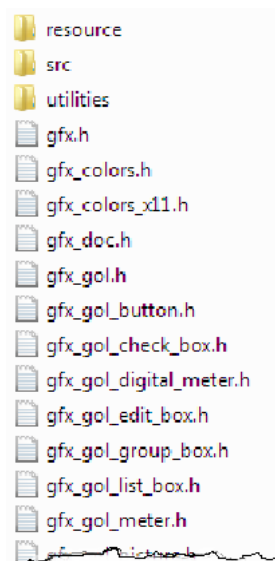 resource
src
utilities
gfx.h
gfx_colors.h
gfx_colors_x11.h
gfx_doc.h
gfx_gol.h
gfx_gol_button.h
gfx_gol_check_box.h
gfx_gol_digital_meter.h
gfx_gol_edit_box.h
gfx_gol_group_box.h
gfx_gol_list_box.h
gfx_gol_meter.h